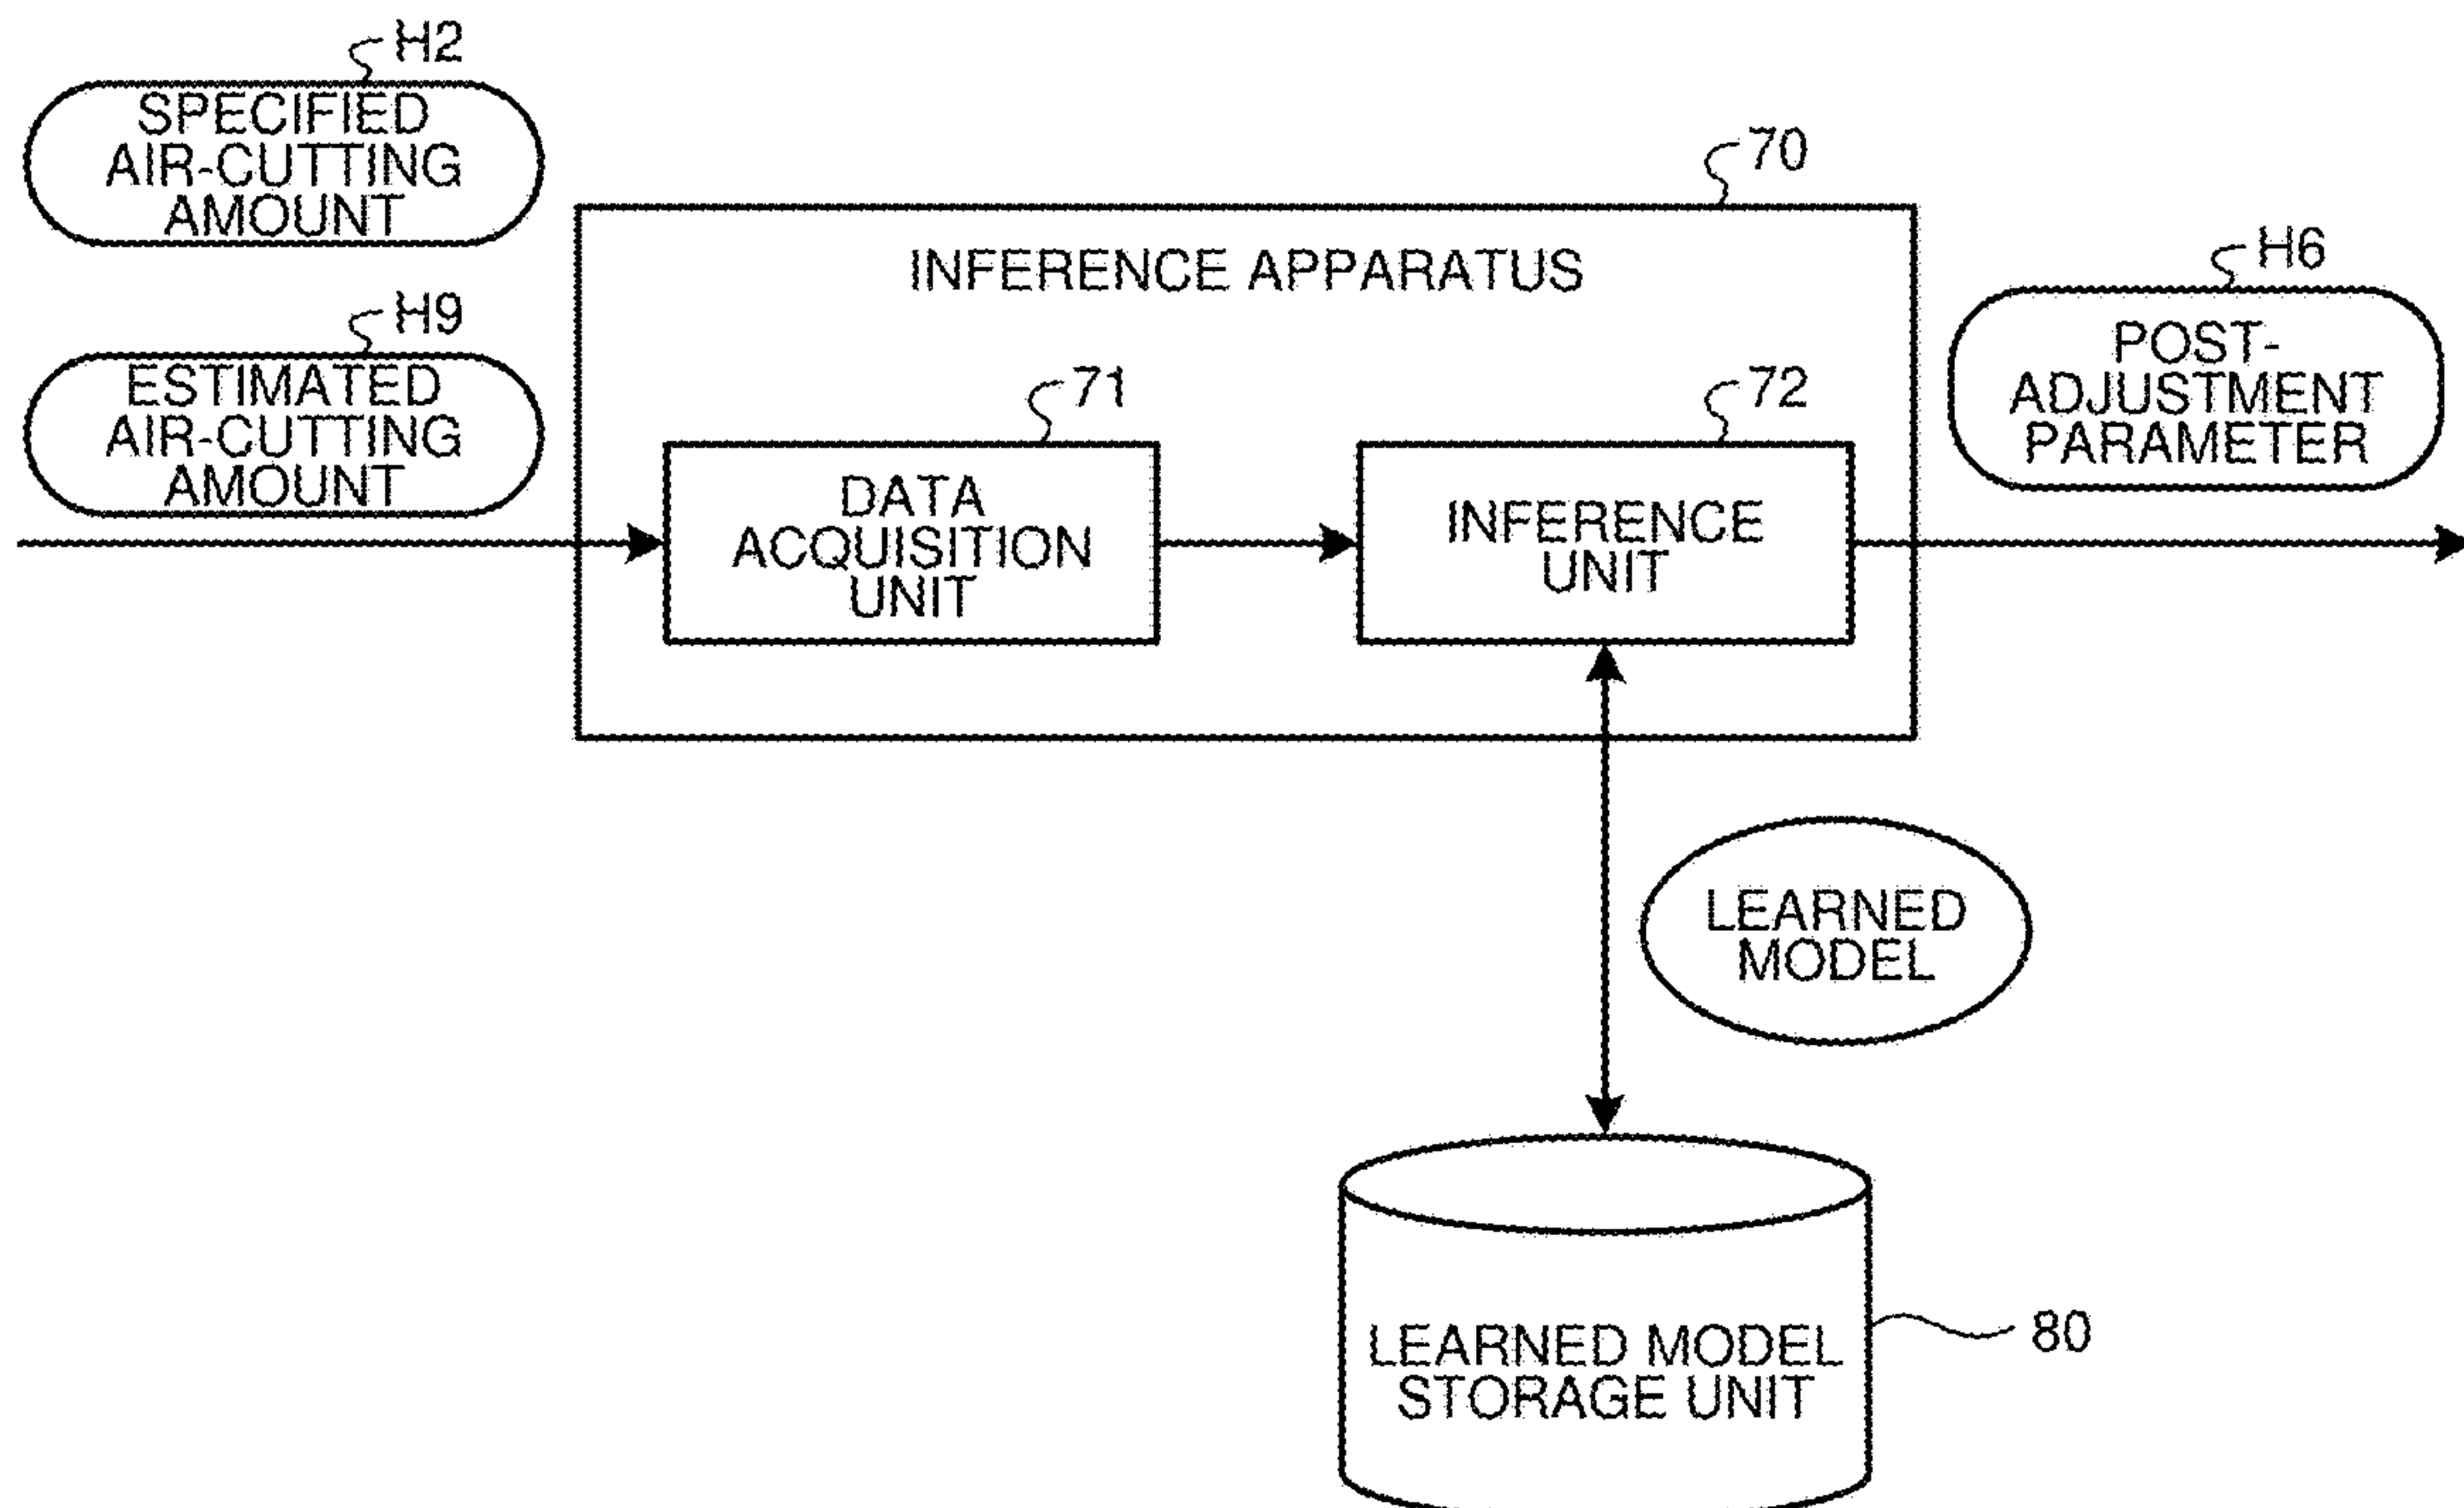 H2
SPECIFIED
AIR-CUTTING
AMOUNT
70
INFERENCE APPARATUS
H6
POST-
ADJUSTMENT
PARAMETER
H9
ESTIMATED
AIR-CUTTING
AMOUNT
71
DATA
ACQUISITION
UNIT
72
INFERENCE
UNIT
LEARNED
MODEL
LEARNED MODEL
STORAGE UNIT
80